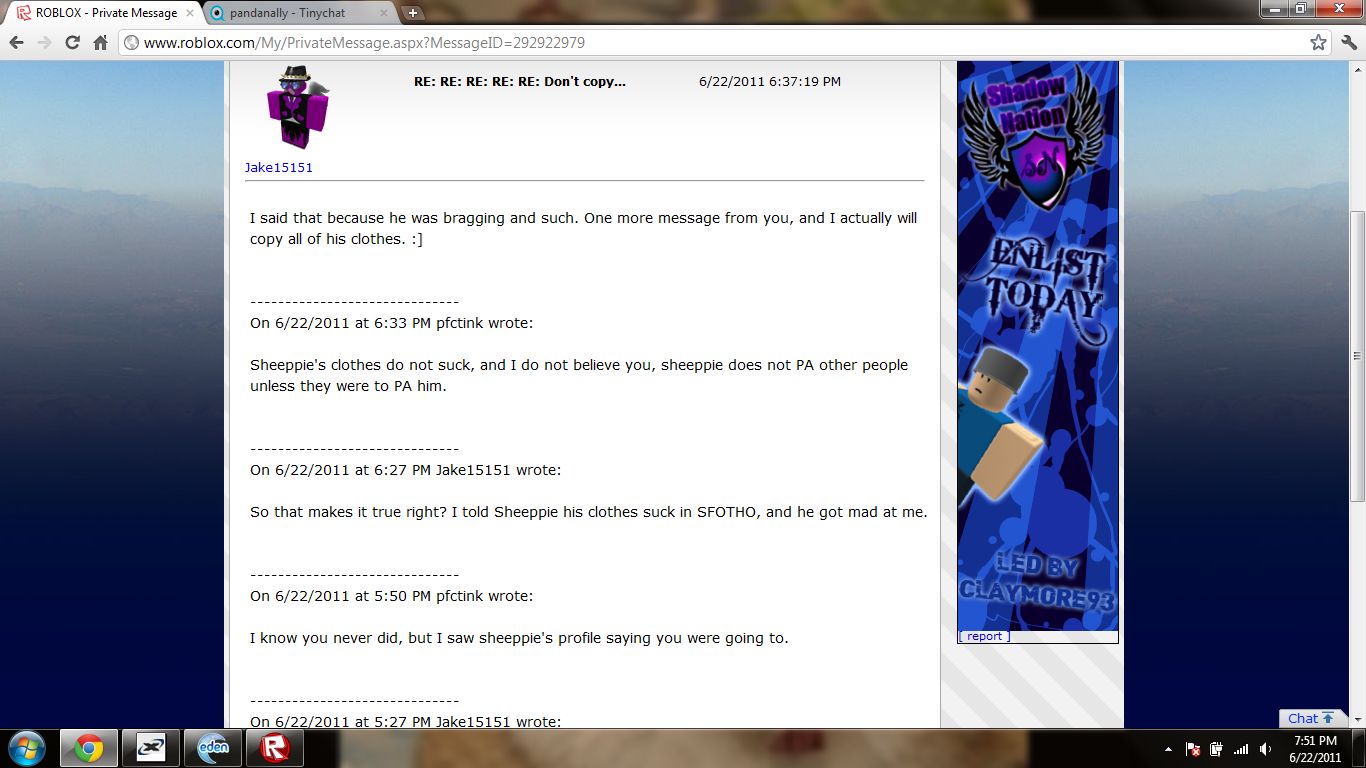 ROBLOX - Private Message
pandanally - Tinychat
www.roblox.com/My/PrivateMessage.aspx?MessageID=292922979
RE: RE: RE: RE: RE: Don't copy...
6/22/2011 6:37:19 PM
Jake15151
I said that because he was bragging and such. One more message from you, and I actually will
copy all of his clothes. :]
------------------------------
On 6/22/2011 at 6:33 PM pfctink wrote:
Sheeppie's clothes do not suck, and I do not believe you, sheeppie does not PA other people
unless they were to PA him.
------------------------------
On 6/22/2011 at 6:27 PM Jake15151 wrote:
So that makes it true right? I told Sheeppie his clothes suck in SFOTHO, and he got mad at me.
------------------------------
On 6/22/2011 at 5:50 PM pfctink wrote:
I know you never did, but I saw sheeppie's profile saying you were going to.
------------------------------
On 6/22/2011 at 5:27 PM Jake15151 wrote:
Shadow
Nation
SN
ENLIST
TODAY
LED BY
CLAYMORE93
[ report ]
Chat
eden
7:51 PM
6/22/2011